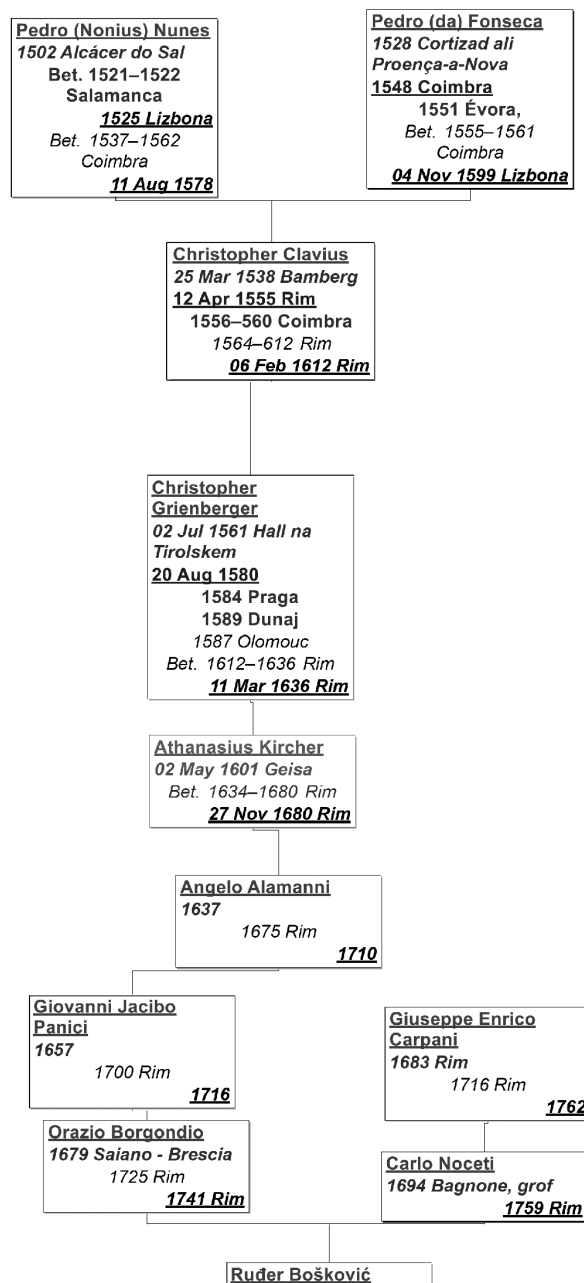 Pedro (Nonius) Nunes
1502 Alcácer do Sal
Bet. 1521–1522
Salamanca
1525 Lizbona
Bet. 1537–1562
Coimbra
11 Aug 1578
Pedro (da) Fonseca
1528 Cortizad ali
Proença-a-Nova
1548 Coimbra
1551 Évora,
Bet. 1555–1561
Coimbra
04 Nov 1599 Lizbona
Christopher Clavius
25 Mar 1538 Bamberg
12 Apr 1555 Rim
1556–560 Coimbra
1564–612 Rim
06 Feb 1612 Rim
Christopher
Grienberger
02 Jul 1561 Hall na
Tirolskem
20 Aug 1580
1584 Praga
1589 Dunaj
1587 Olomouc
Bet. 1612–1636 Rim
11 Mar 1636 Rim
Athanasius Kircher
02 May 1601 Geisa
Bet. 1634–1680 Rim
27 Nov 1680 Rim
Angelo Alamanni
1637
1675 Rim
1710
Giovanni Jacibo
Panici
1657
1700 Rim
1716
Giuseppe Enrico
Carpani
1683 Rim
1716 Rim
1762
Orazio Borgondio
1679 Saiano - Brescia
1725 Rim
1741 Rim
Carlo Noceti
1694 Bagnone, grof
1759 Rim
Ruđer Bošković